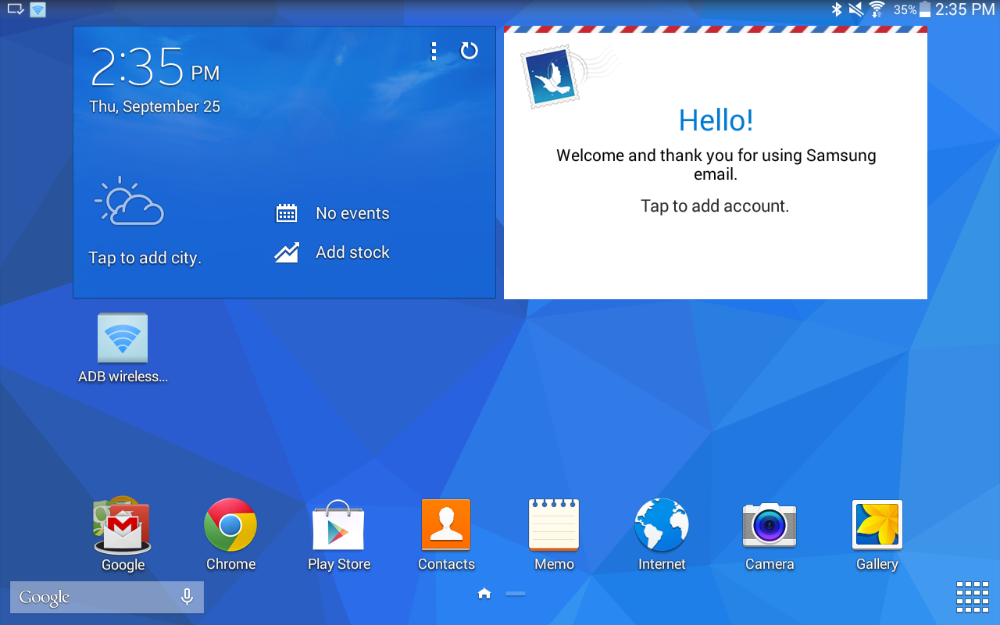 35% 2:35 PM
2:35 PM
Thu, September 25
No events
Add stock
Tap to add city.
Hello!
Welcome and thank you for using Samsung
email.
Tap to add account.
ADB wireless...
Google
Chrome
Play Store
Contacts
Memo
Internet
Camera
Gallery
Google